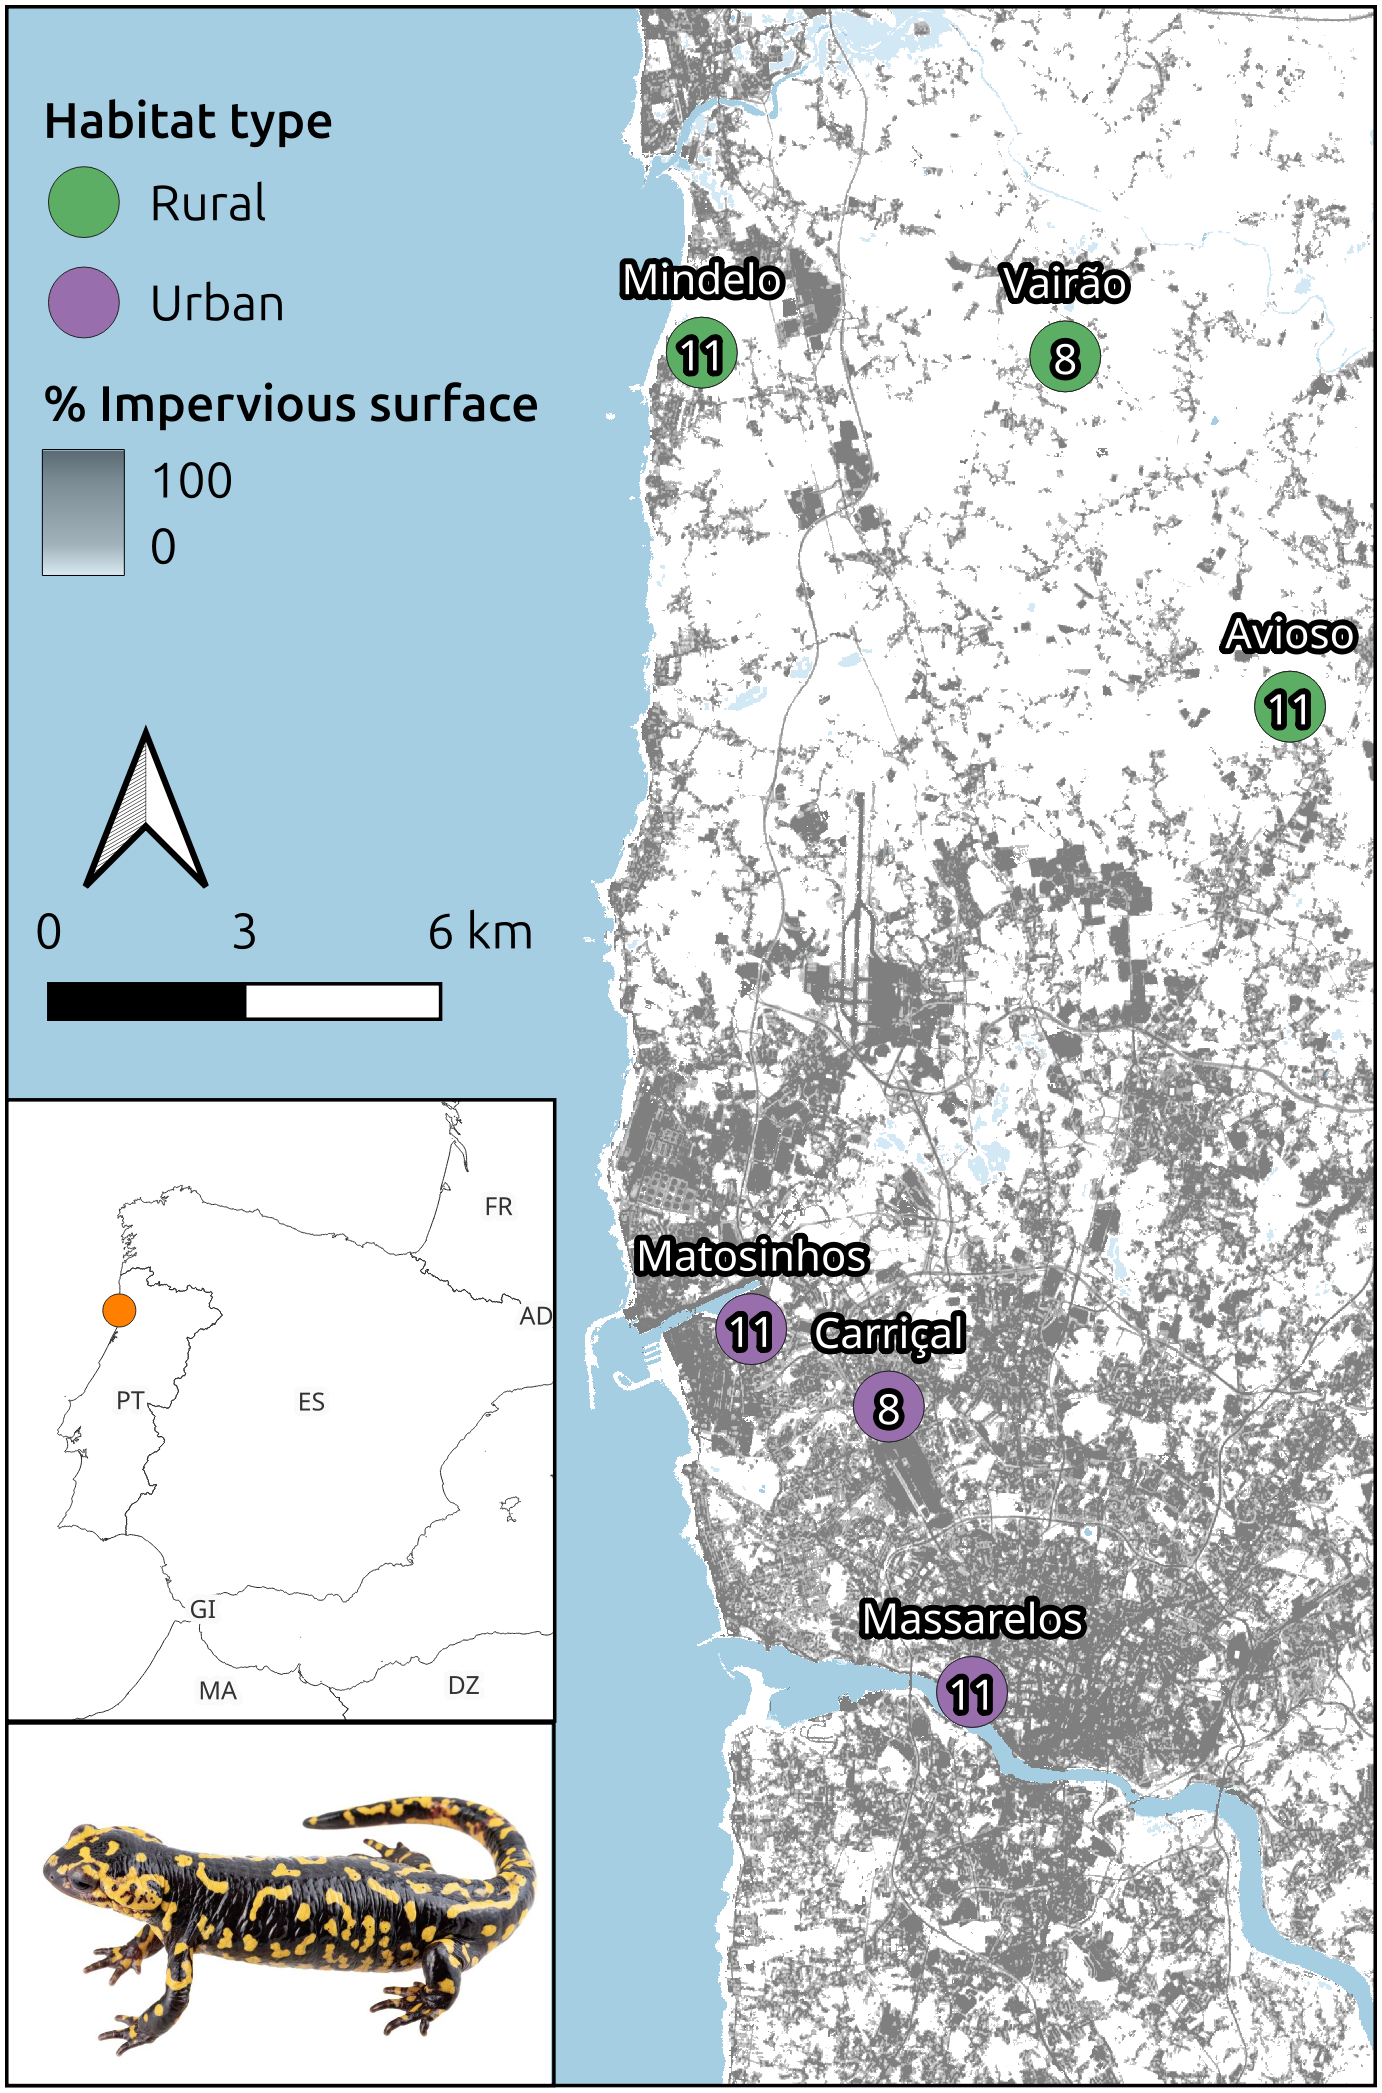 Habitat type
Rural
Urban
% Impervious surface
100
0
0 3 6 km
FR
AD
PT
ES
GI
MA
DZ
Mindelo
11
Vairão
8
Avioso
11
Matosinhos
11
Carriçal
8
Massarelos
11